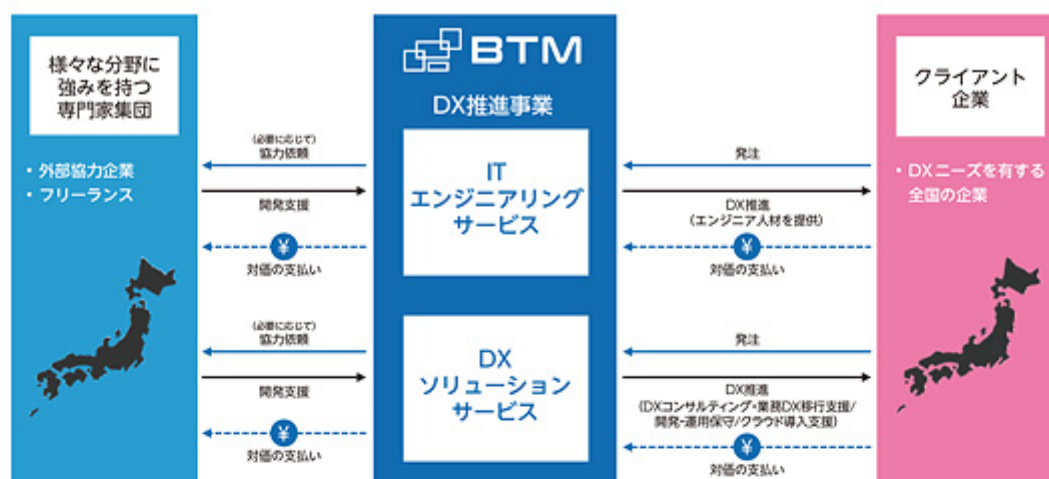 様々な分野に
強みを持つ
専門家集団
・外部協力企業
・フリーランス
BTM
DX推進事業
IT
エンジニアリング
サービス
DX
ソリューション
サービス
クライアント
企業
・DXニーズを有する
全国の企業
(必要に応じて)
協力依頼
開発支援
¥
対価の支払い
発注
DX推進
(エンジニア人材を提供)
¥
対価の支払い
(必要に応じて)
協力依頼
開発支援
¥
対価の支払い
発注
DX推進
(DXコンサルティング・業務DX移行支援/
開発・運用保守/クラウド導入支援)
¥
対価の支払い